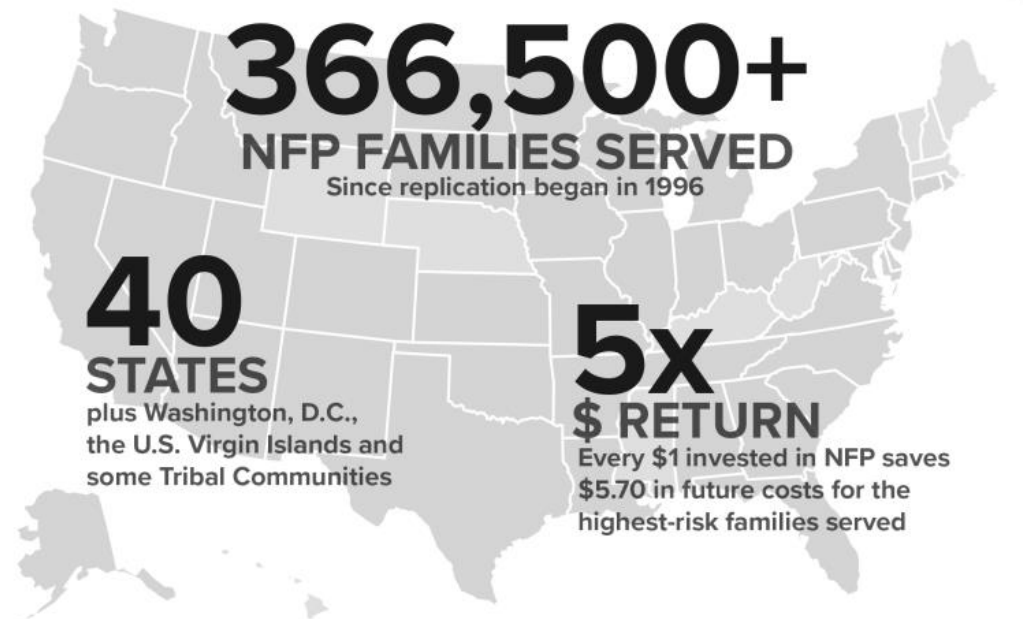 366,500+
NFP FAMILIES SERVED
Since replication began in 1996
40
STATES
plus Washington, D.C.,
the U.S. Virgin Islands and
some Tribal Communities
5x
$ RETURN
Every $1 invested in NFP saves
$5.70 in future costs for the
highest-risk families served